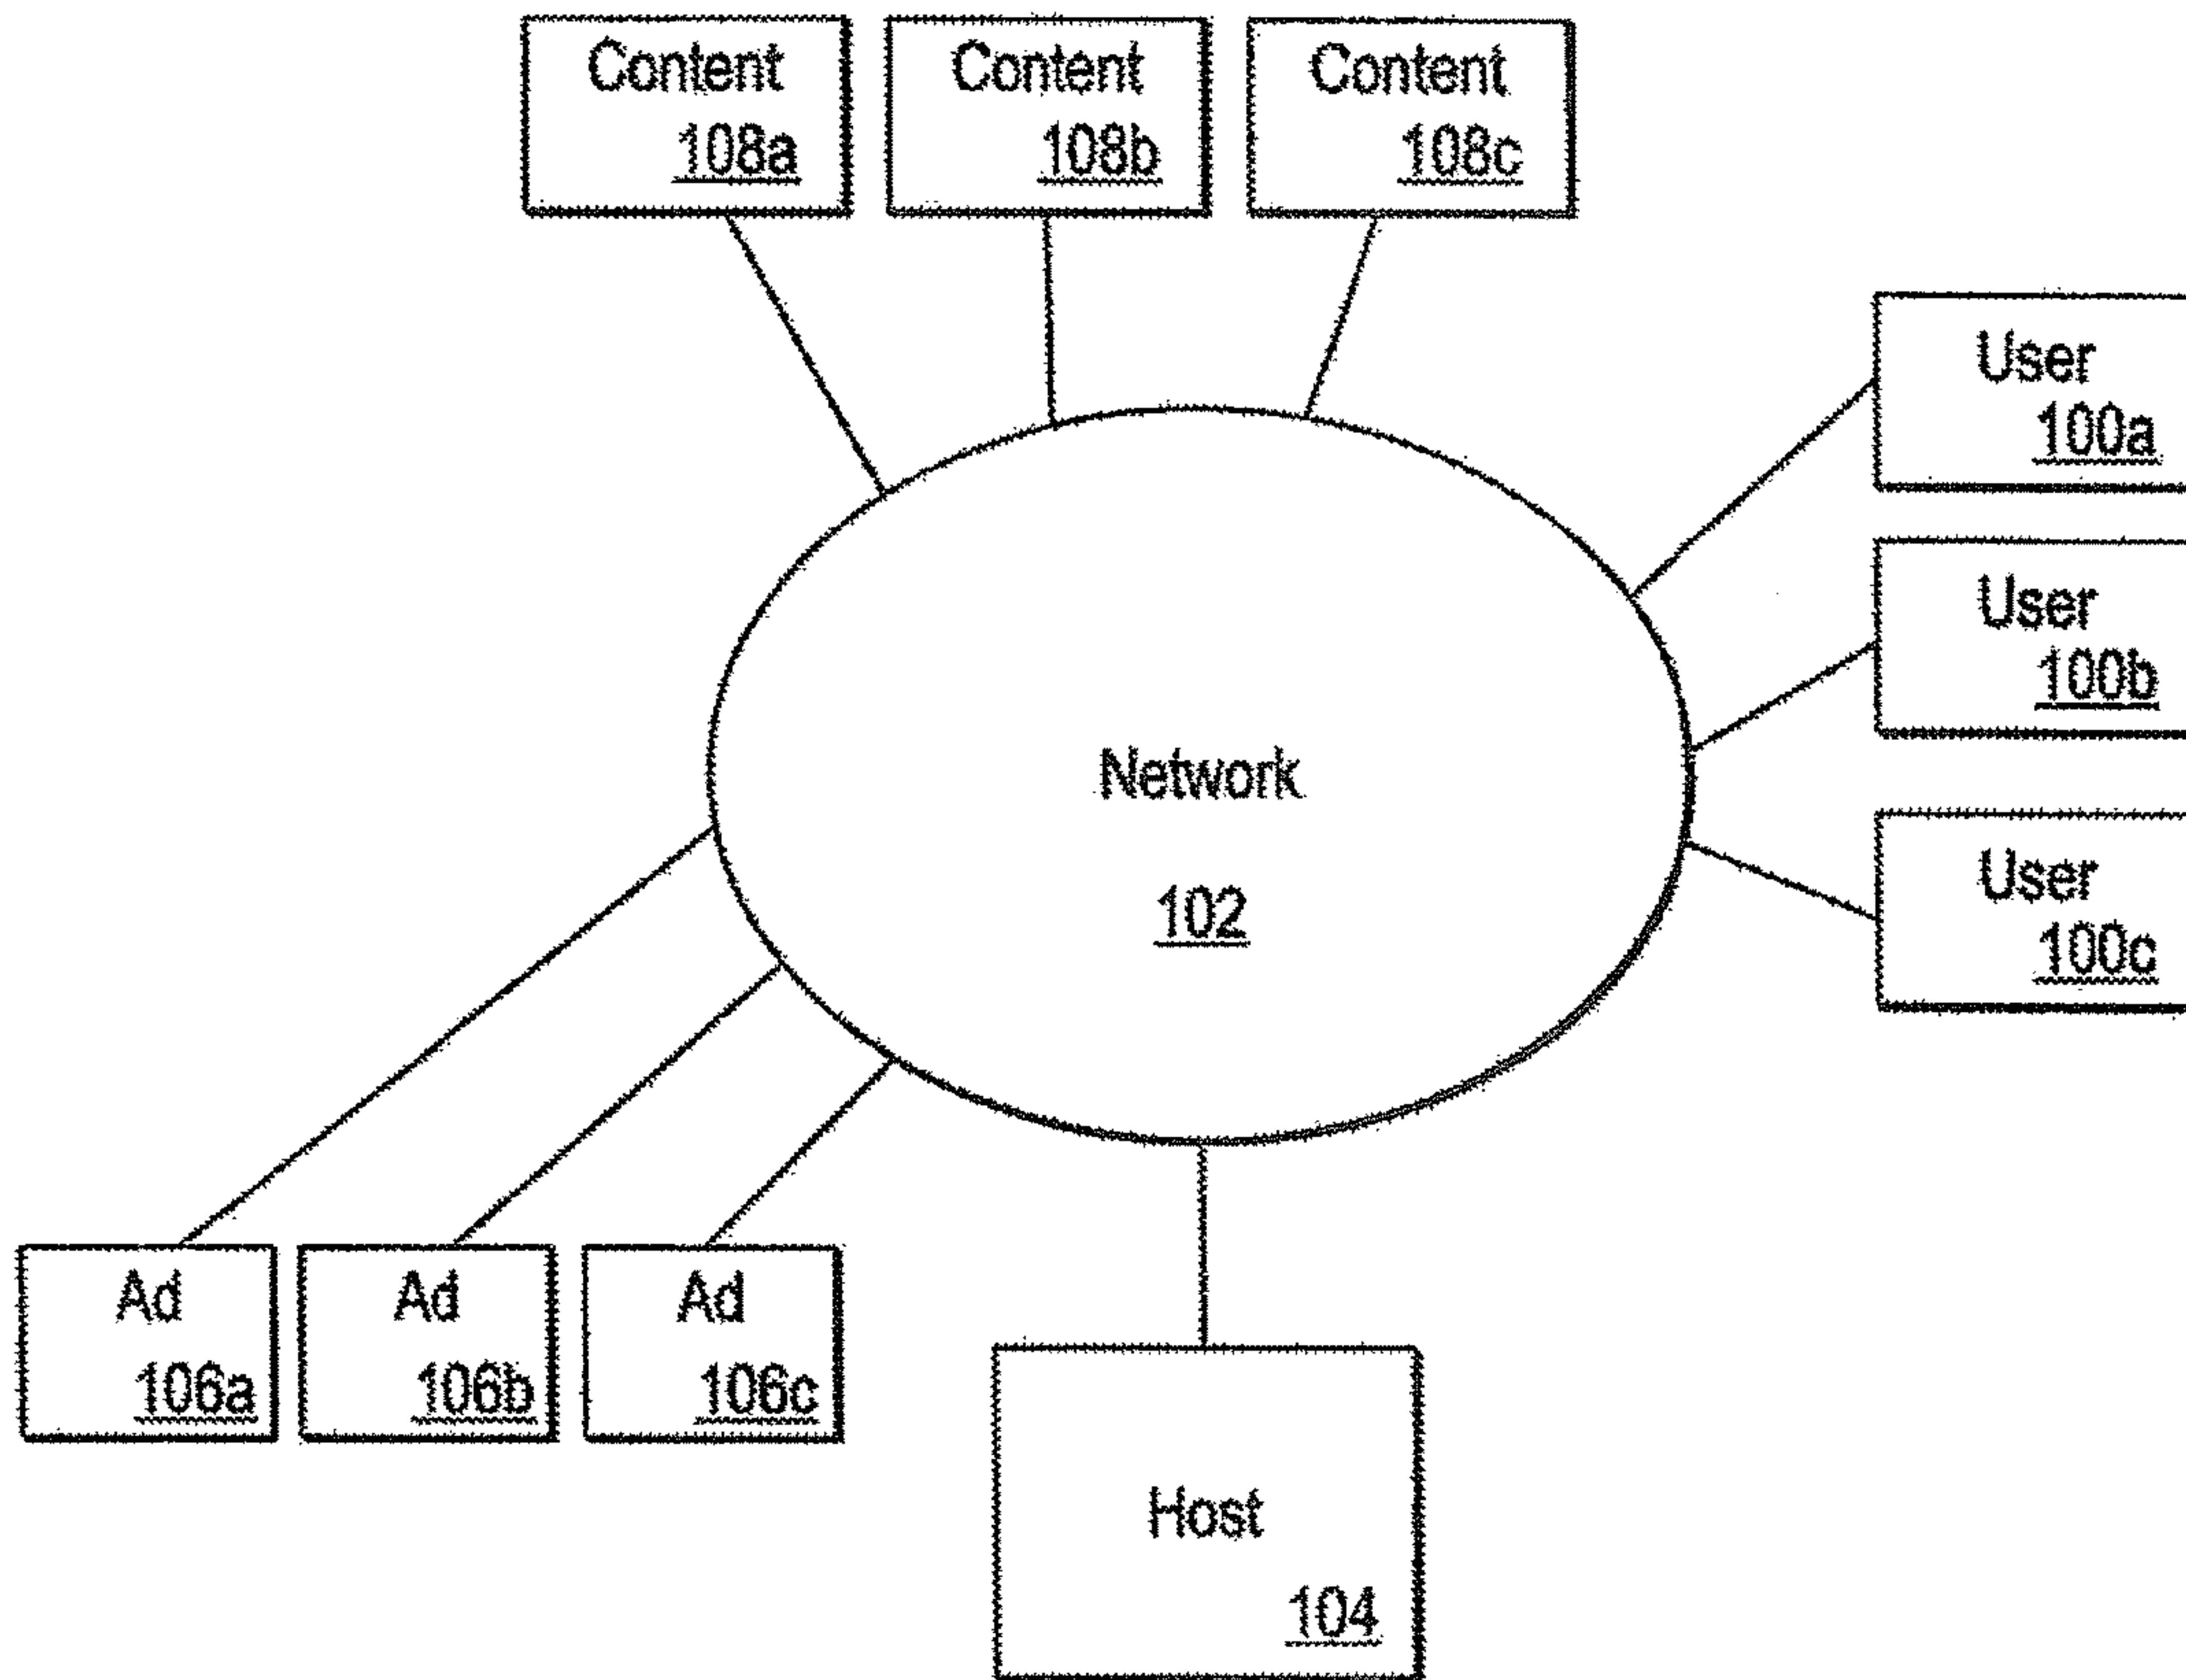 Content
108a
Content
108b
Content
108c
User
100a
User
100b
User
100c
Network
102
Ad
106a
Ad
106b
Ad
106c
Host
104